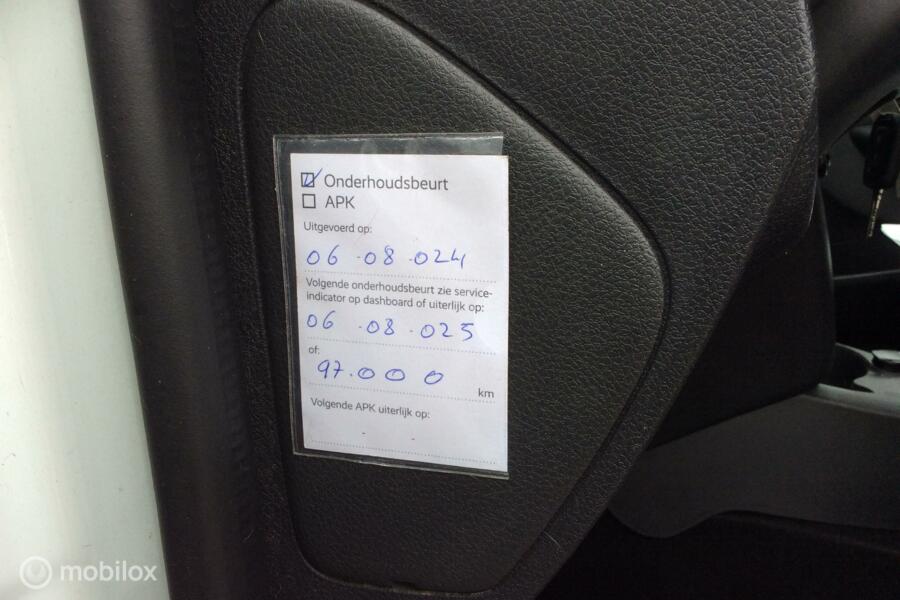 Onderhoudsbeurt
APK
Uitgevoerd op:
06 - 08 - 024
Volgende onderhoudsbeurt zie service-
indicator op dashboard of uiterlijk op:
06 - 08 - 025
of:
97.000 km
Volgende APK uiterlijk op:
- -
mobilox